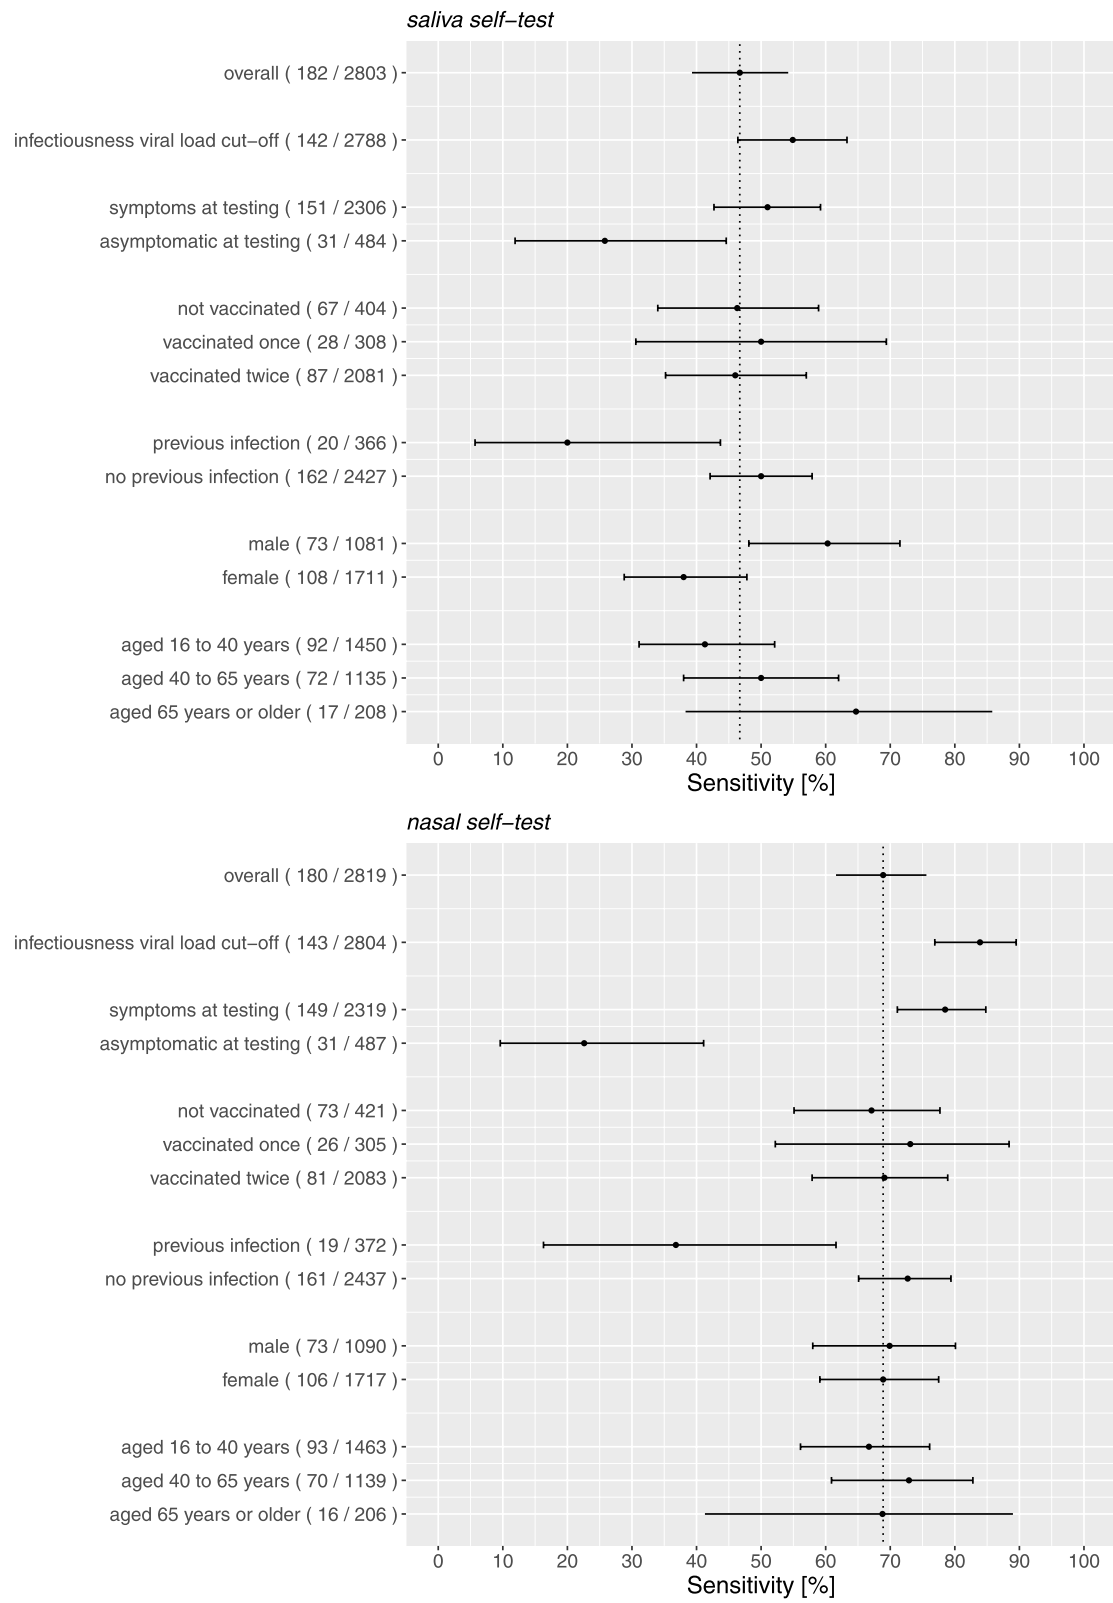 saliva self−test
overall ( 182 / 2803 )
infectiousness viral load cut−off ( 142 / 2788 )
symptoms at testing ( 151 / 2306 )
asymptomatic at testing ( 31 / 484 )
not vaccinated ( 67 / 404 )
vaccinated once ( 28 / 308 )
vaccinated twice ( 87 / 2081 )
previous infection ( 20 / 366 )
no previous infection ( 162 / 2427 )
male ( 73 / 1081 )
female ( 108 / 1711 )
aged 16 to 40 years ( 92 / 1450 )
aged 40 to 65 years ( 72 / 1135 )
aged 65 years or older ( 17 / 208 )
0 10 20 30 40 50 60 70 80 90 100
Sensitivity [%]
nasal self−test
overall ( 180 / 2819 )
infectiousness viral load cut−off ( 143 / 2804 )
symptoms at testing ( 149 / 2319 )
asymptomatic at testing ( 31 / 487 )
not vaccinated ( 73 / 421 )
vaccinated once ( 26 / 305 )
vaccinated twice ( 81 / 2083 )
previous infection ( 19 / 372 )
no previous infection ( 161 / 2437 )
male ( 73 / 1090 )
female ( 106 / 1717 )
aged 16 to 40 years ( 93 / 1463 )
aged 40 to 65 years ( 70 / 1139 )
aged 65 years or older ( 16 / 206 )
0 10 20 30 40 50 60 70 80 90 100
Sensitivity [%]